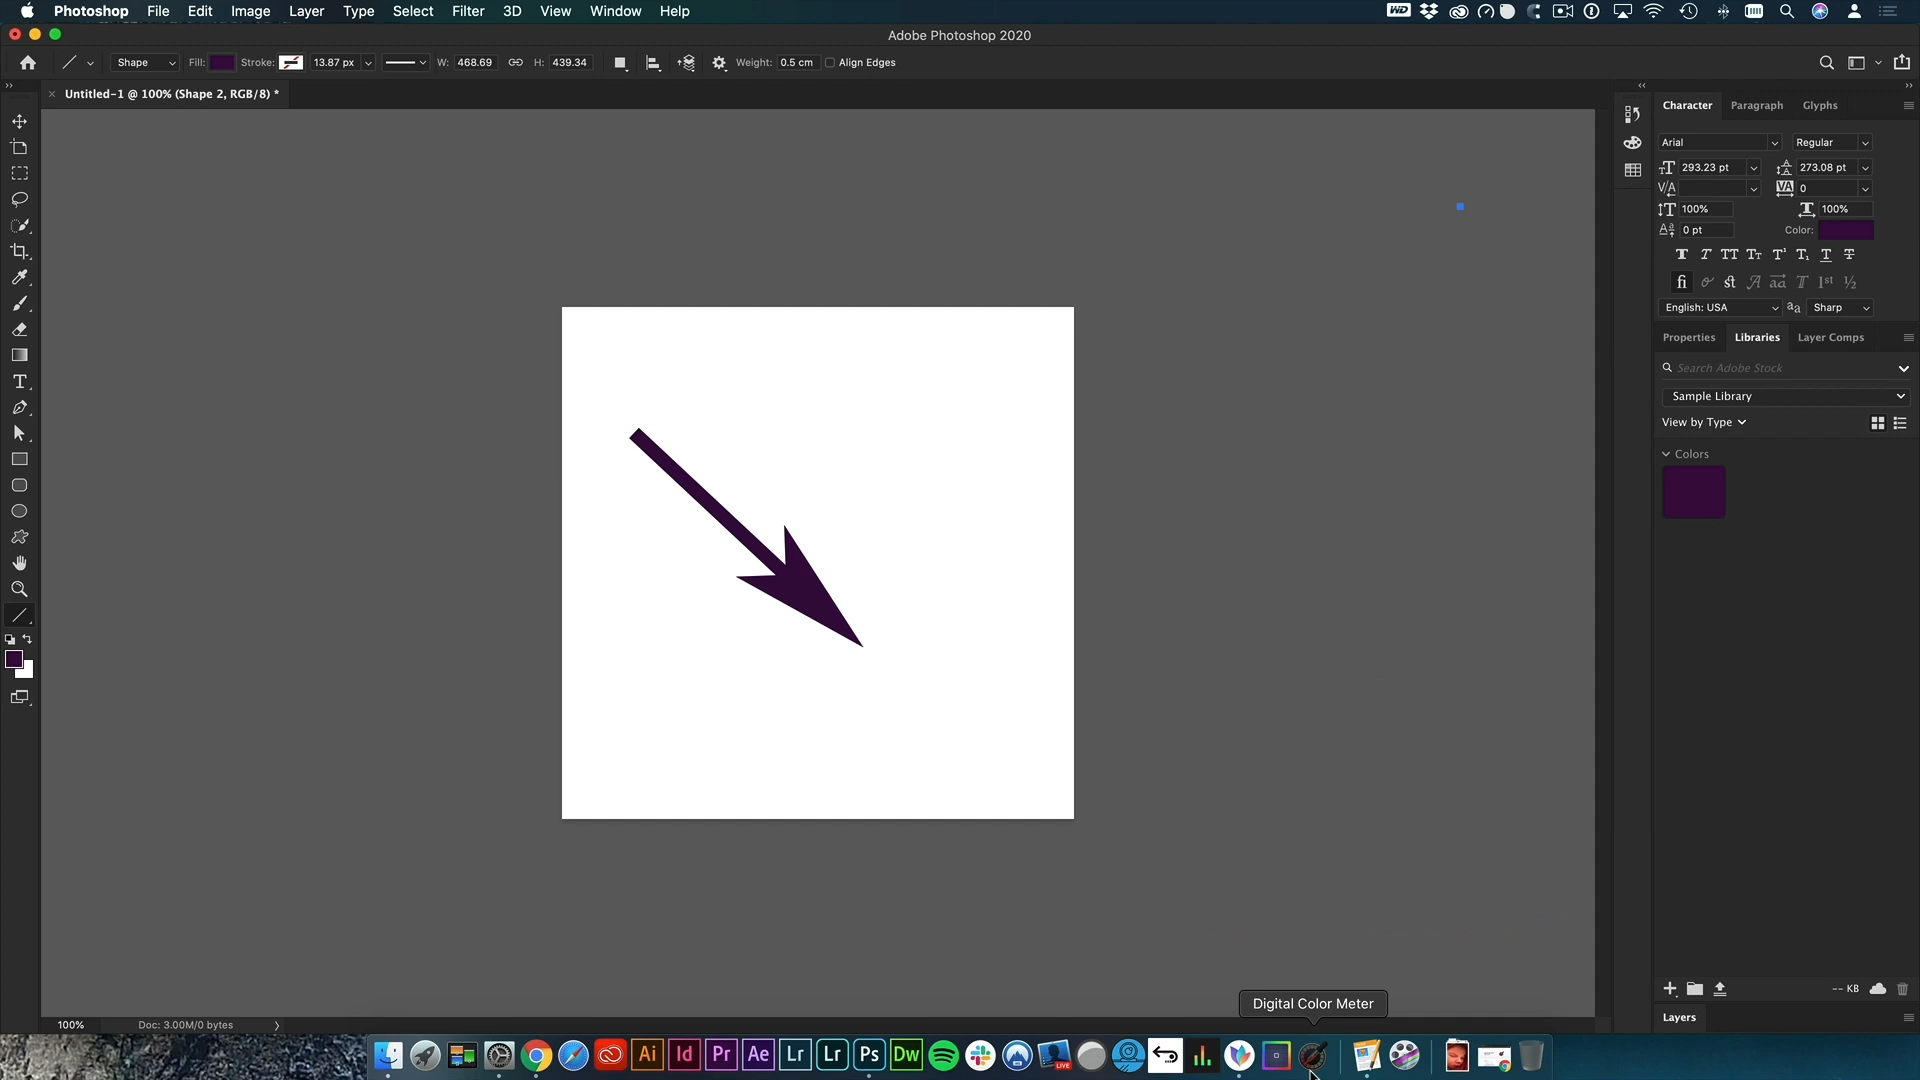 Photoshop File Edit Image Layer Type Select Filter 3D View Window Help
Adobe Photoshop 2020
Shape Fill: Stroke: 13.87 px W: 468.69 H: 439.34 Weight: 0.5 cm Align Edges
Untitled-1 @ 100% (Shape 2, RGB/8) *
Character Paragraph Glyphs
Arial Regular
293.23 pt 273.08 pt
0
100% 100%
0 pt Color:
English: USA Sharp
Properties Libraries Layer Comps
Search Adobe Stock
Sample Library
View by Type
Colors
-- KB
Digital Color Meter
Layers
100% Doc: 3.00M/0 bytes
Ai Id Pr Ae Lr Lr Ps Dw
LIVE